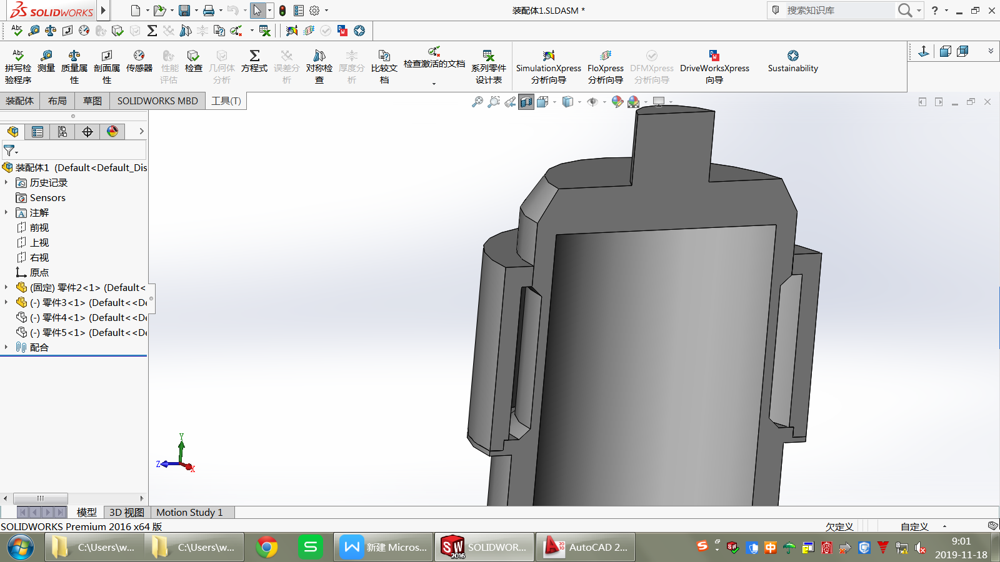 SOLIDWORKS
装配体1.SLDASM *
搜索知识库
?
Abc
拼写检验程序
测量
质量属性
剖面属性
传感器
性能评估
检查
几何体分析
方程式
误差分析
对称检查
厚度分析
比较文档
检查激活的文档
系列零件设计表
SimulationXpress 分析向导
FloXpress 分析向导
DFMXpress 分析向导
DriveWorksXpress 向导
Sustainability
装配体
布局
草图
SOLIDWORKS MBD
工具(T)
装配体1 (Default<Default_Dis
历史记录
Sensors
注解
前视
上视
右视
原点
(固定) 零件2<1> (Default<
(-) 零件3<1> (Default<<De
(-) 零件4<1> (Default<<De
(-) 零件5<1> (Default<<De
配合
Y
Z
X
模型
3D 视图
Motion Study 1
SOLIDWORKS Premium 2016 x64 版
欠定义
自定义
C:\Users\w...
C:\Users\w...
新建 Micros...
SW 2016
SOLIDWOR...
AutoCAD 2...
中
9:01
2019-11-18